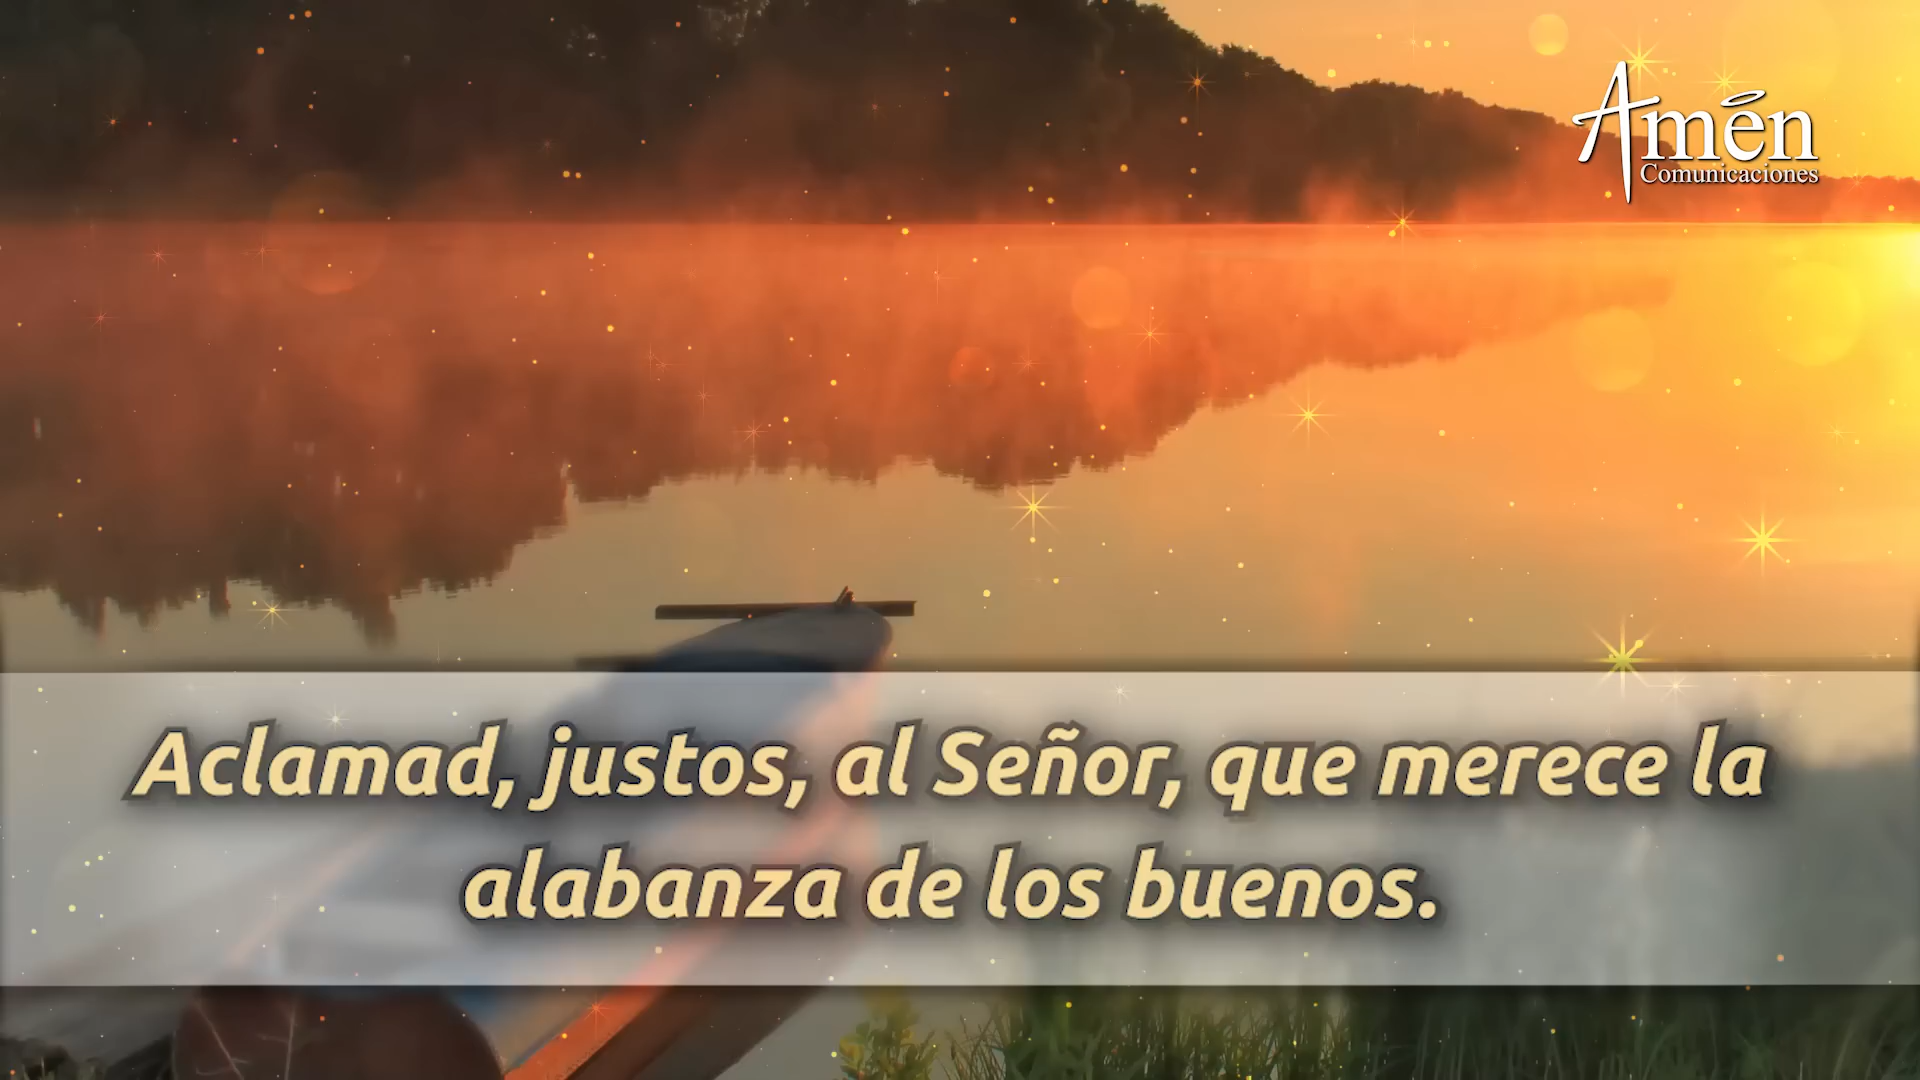 Amén
Comunicaciones
Aclamad, justos, al Señor, que merece la
alabanza de los buenos.